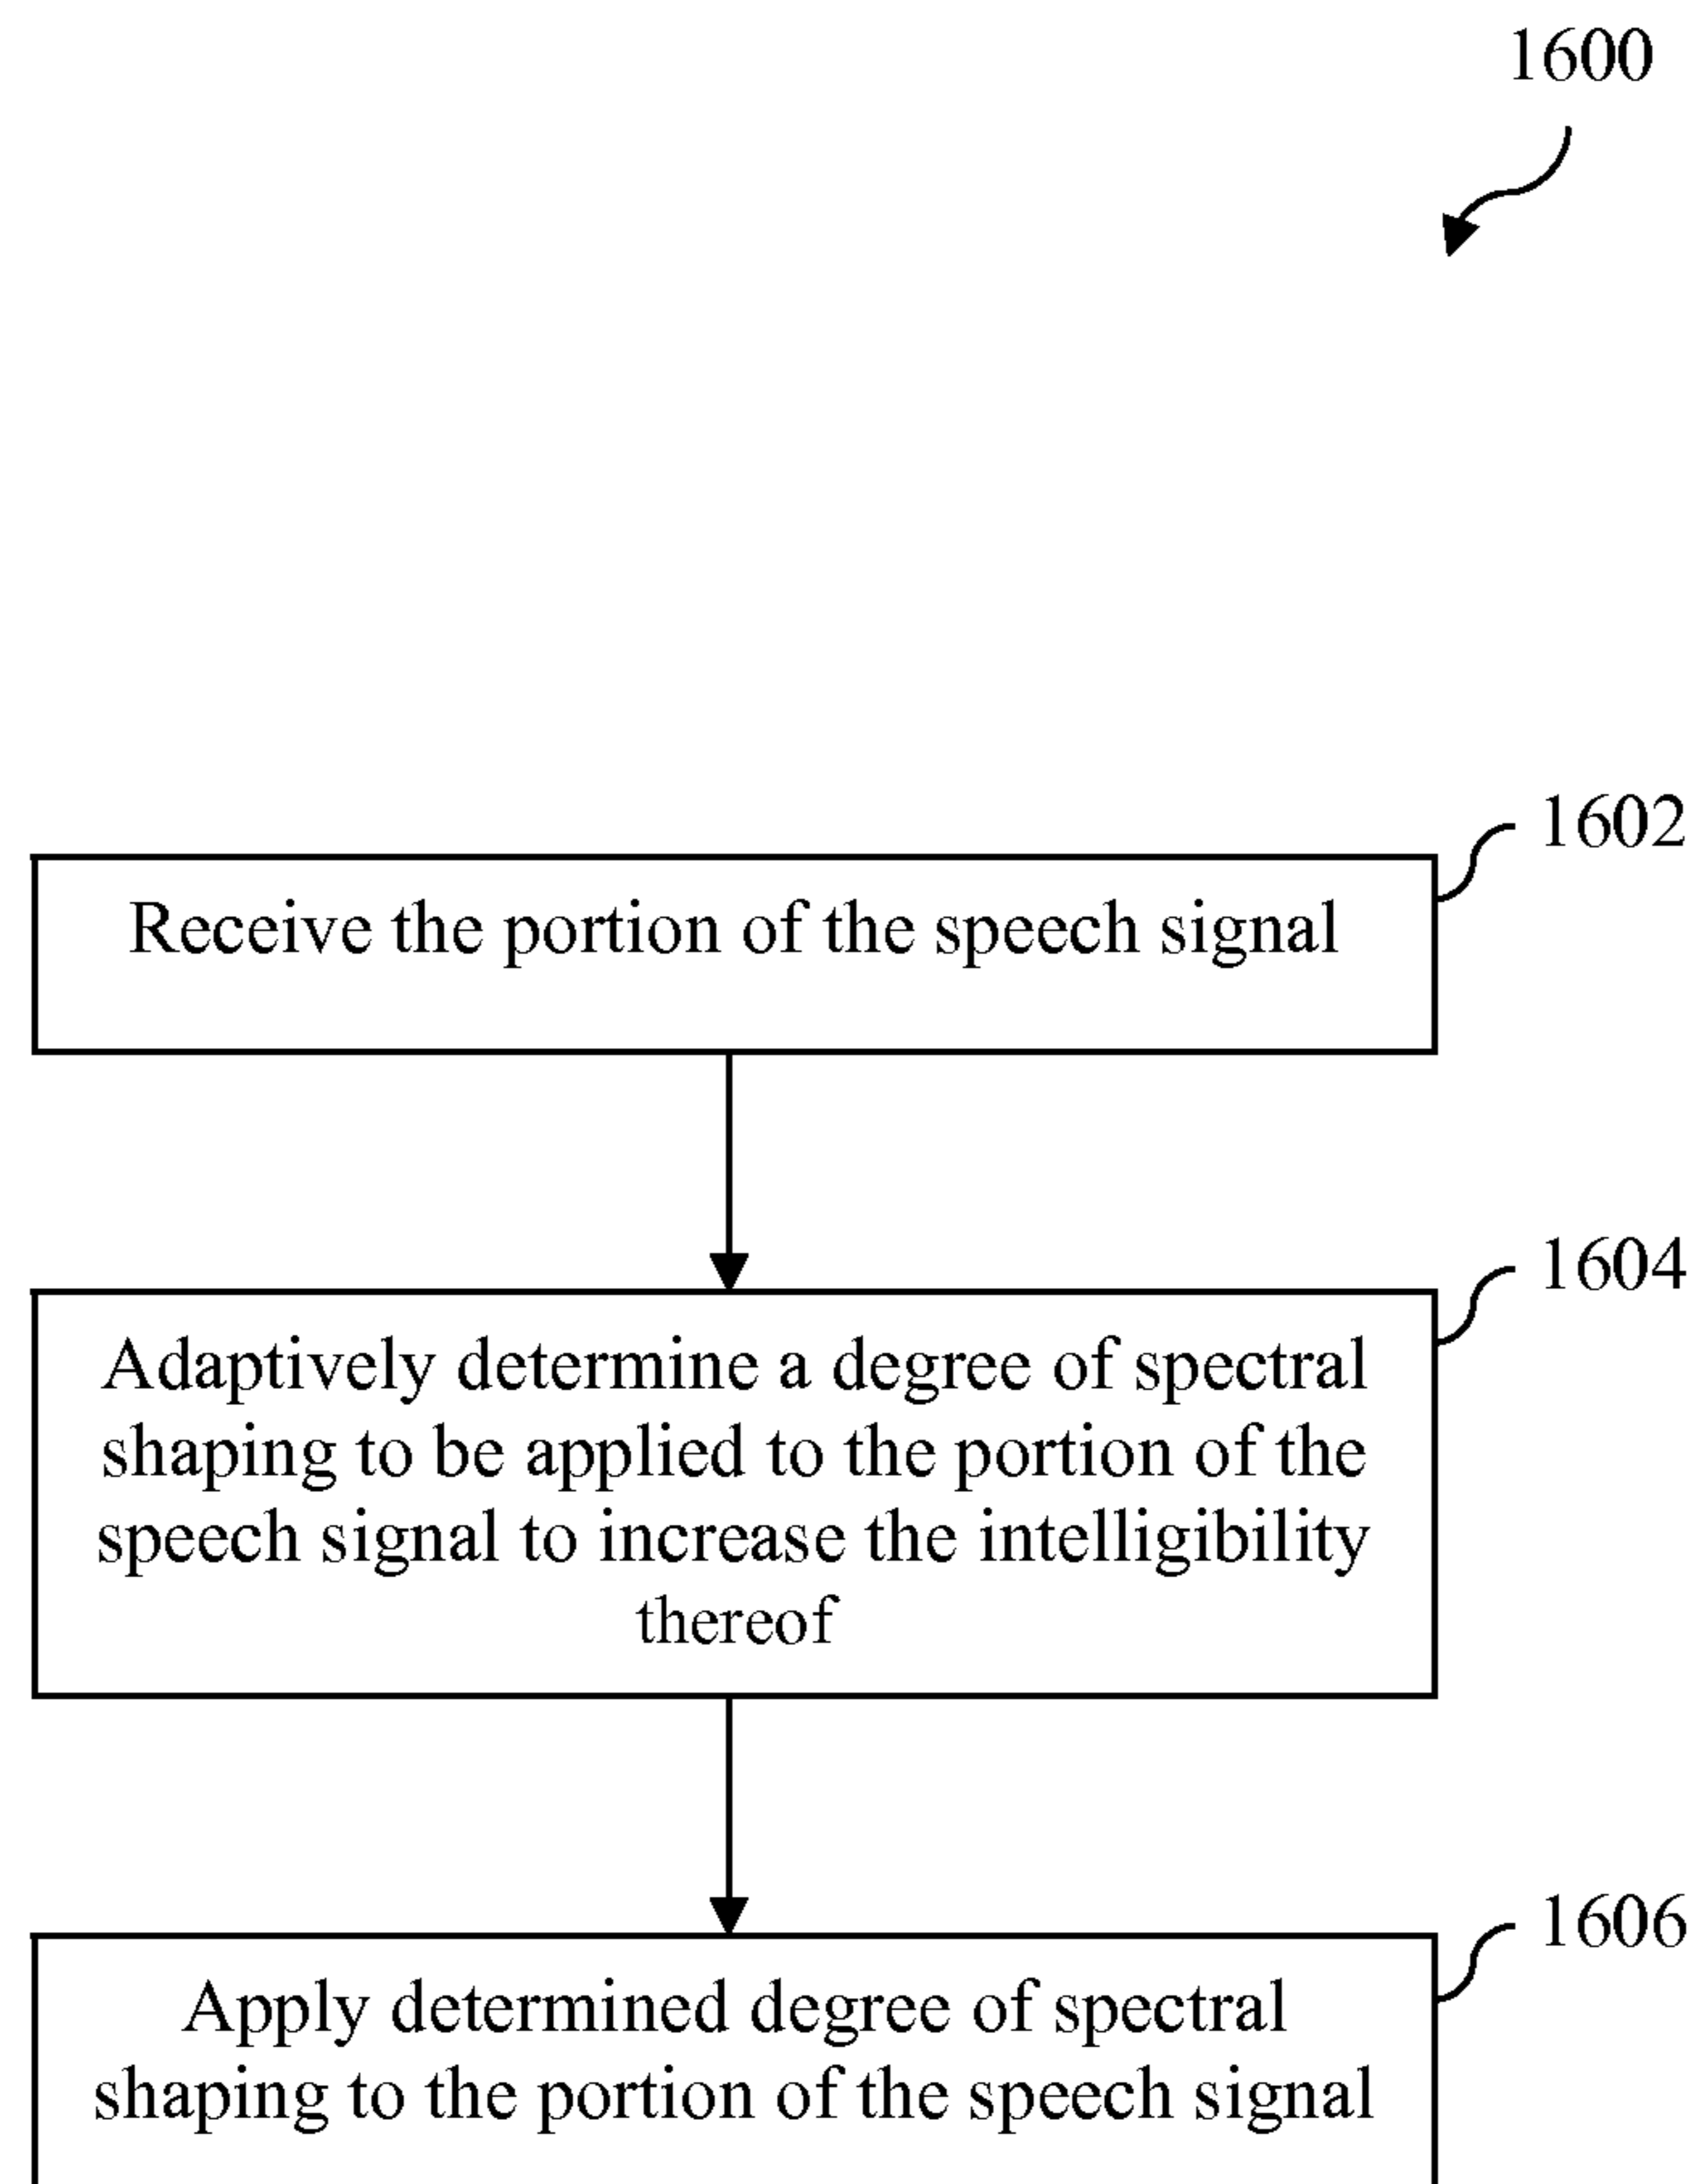 1600
1602
Receive the portion of the speech signal
1604
Adaptively determine a degree of spectral
shaping to be applied to the portion of the
speech signal to increase the intelligibility
thereof
1606
Apply determined degree of spectral
shaping to the portion of the speech signal